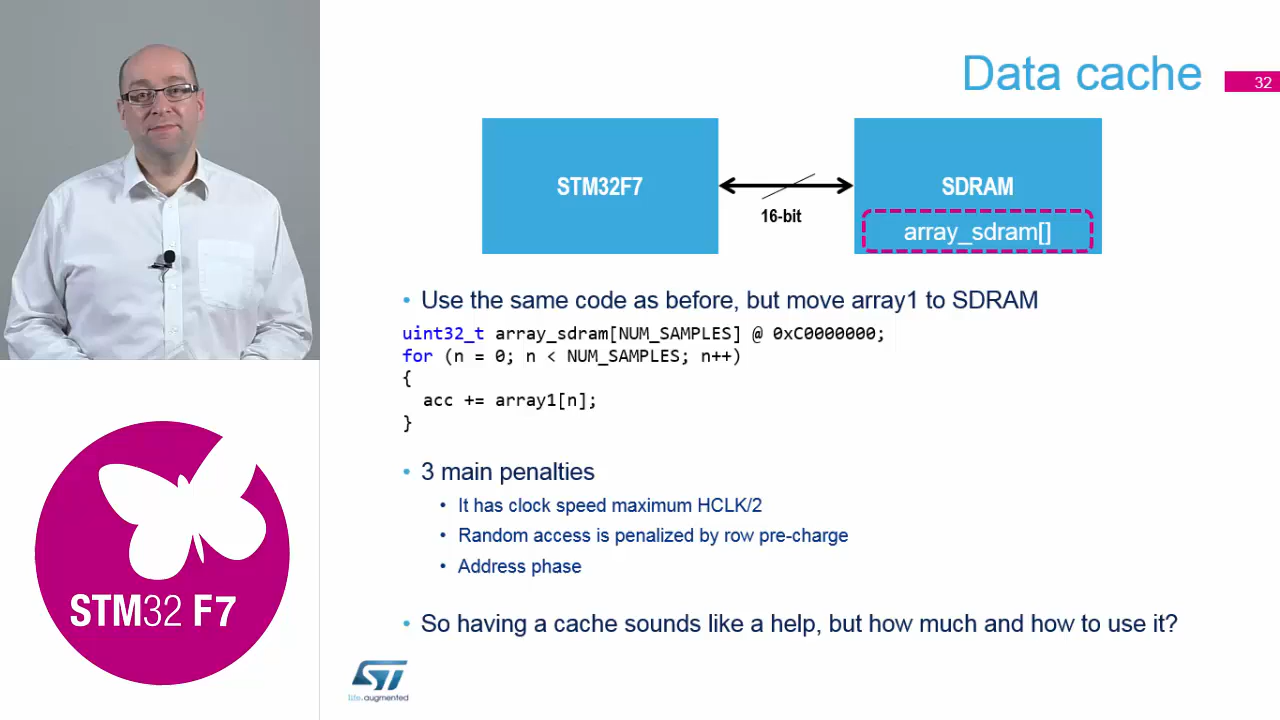 Data cache
32
STM32F7
16-bit
SDRAM
array_sdram[]
• Use the same code as before, but move array1 to SDRAM
uint32_t array_sdram[NUM_SAMPLES] @ 0xC0000000;
for (n = 0; n < NUM_SAMPLES; n++)
{
acc += array1[n];
}
• 3 main penalties
• It has clock speed maximum HCLK/2
• Random access is penalized by row pre-charge
• Address phase
• So having a cache sounds like a help, but how much and how to use it?
STM32 F7
ST
life.augmented